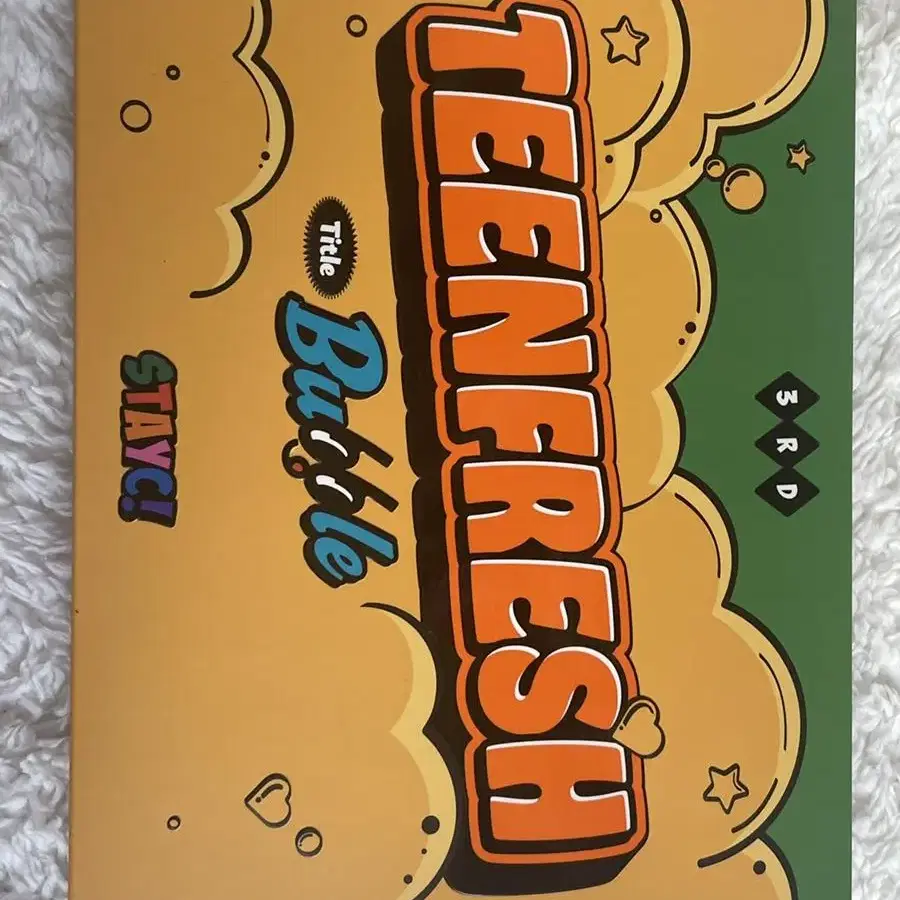 3RD
TEENFRESH
Title
Bubble
STAYC!